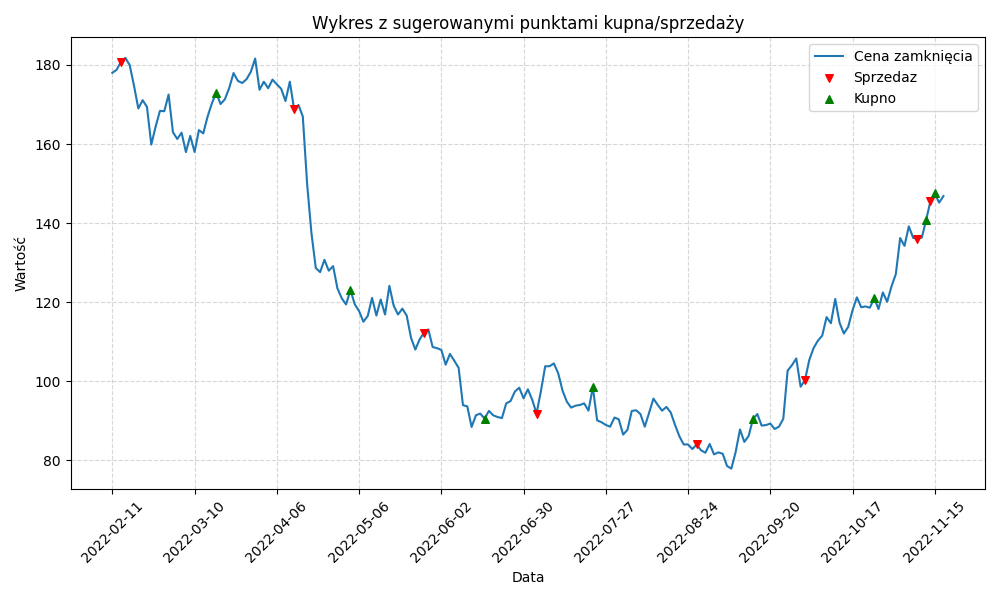 Wykres z sugerowanymi punktami kupna/sprzedaży
Cena zamknięcia
Sprzedaz
Kupno
Wartość
180
160
140
120
100
80
2022-02-11
2022-03-10
2022-04-06
2022-05-06
2022-06-02
2022-06-30
2022-07-27
2022-08-24
2022-09-20
2022-10-17
2022-11-15
Data